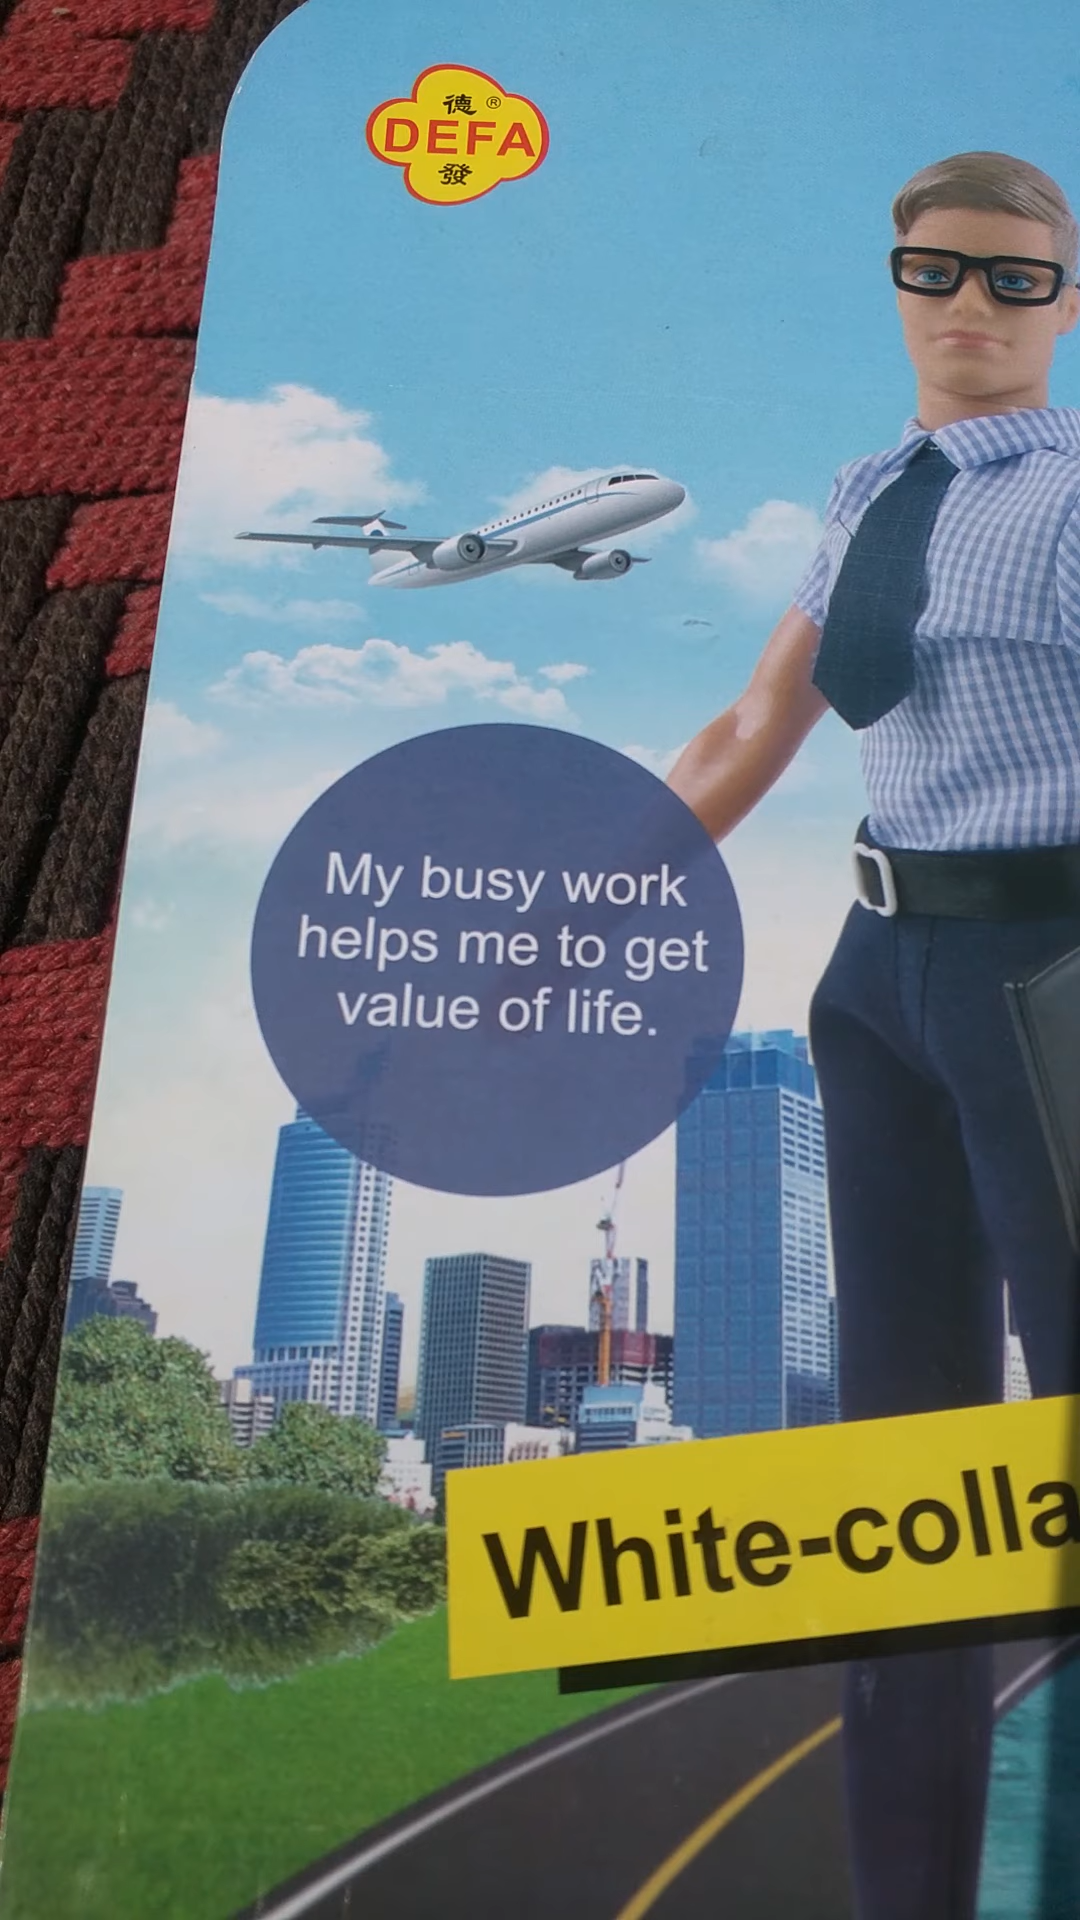 德 ®
DEFA
發
My busy work
helps me to get
value of life.
White-colla